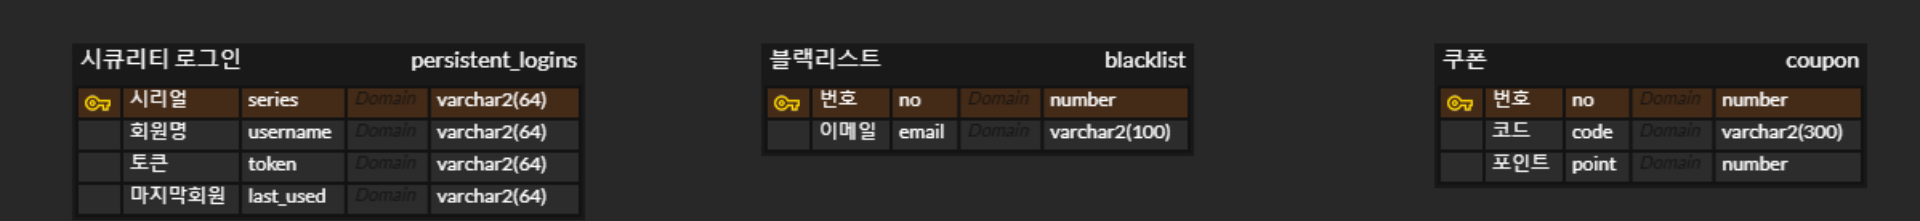 시큐리티 로그인 persistent_logins
시리얼 series Domain varchar2(64)
회원명 username Domain varchar2(64)
토큰 token Domain varchar2(64)
마지막회원 last_used Domain varchar2(64)
블랙리스트 blacklist
번호 no Domain number
이메일 email Domain varchar2(100)
쿠폰 coupon
번호 no Domain number
코드 code Domain varchar2(300)
포인트 point Domain number